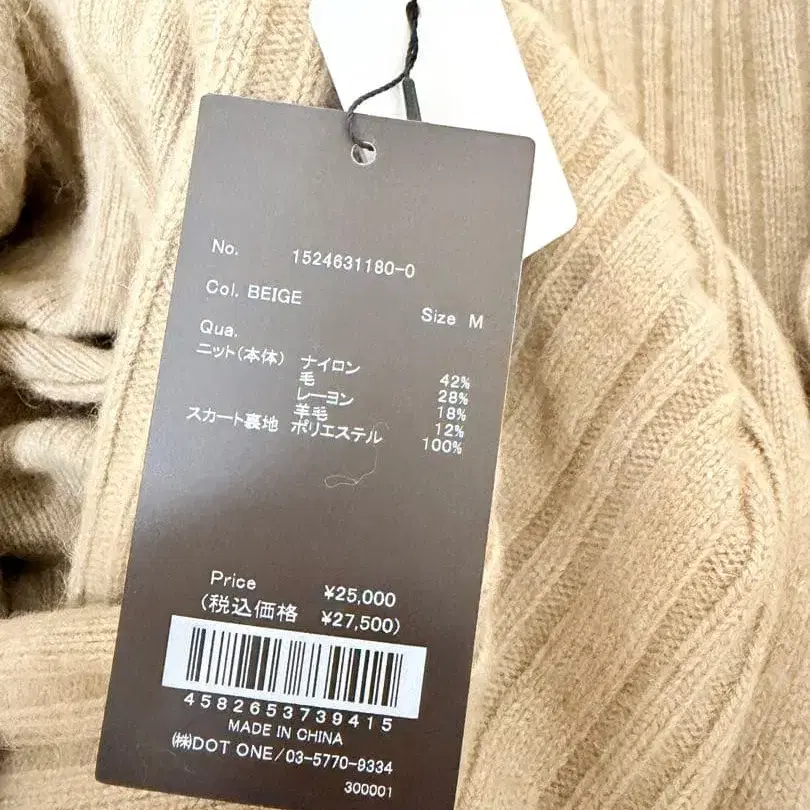 No. 1524631180-0
Col. BEIGE
Size M
Qua.
ニット(本体) ナイロン 42%
毛 28%
レーヨン 18%
羊毛 12%
スカート裏地 ポリエステル 100%
Price ¥25,000
(税込価格 ¥27,500)
4582653739415
MADE IN CHINA
㈱DOT ONE/03-5770-9334
300001